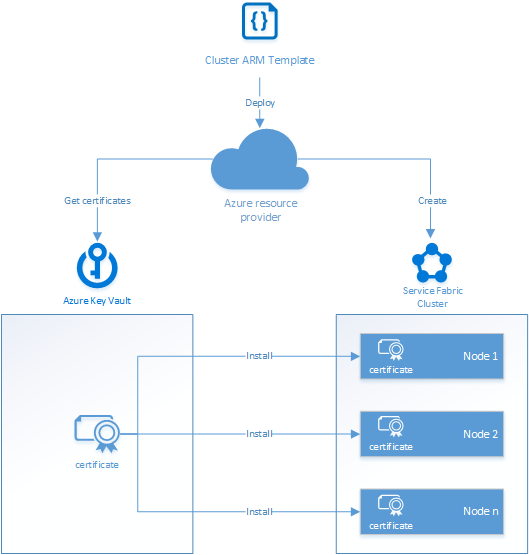 {}
Cluster ARM Template
Deploy
Azure resource
provider
Get certificates
Create
Azure Key Vault
Service Fabric
Cluster
certificate
Install
Install
Install
Node 1
certificate
Node 2
certificate
Node n
certificate